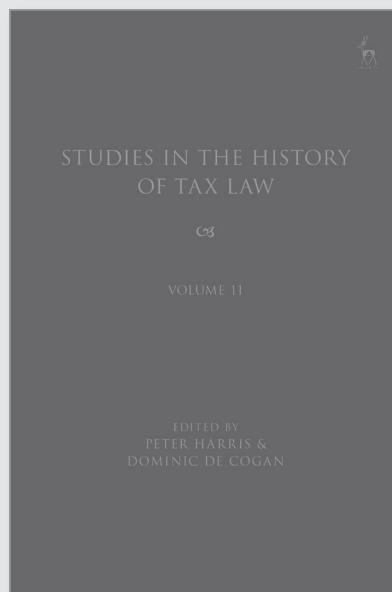 STUDIES IN THE HISTORY
OF TAX LAW
VOLUME 11
EDITED BY
PETER HARRIS &
DOMINIC DE COGAN